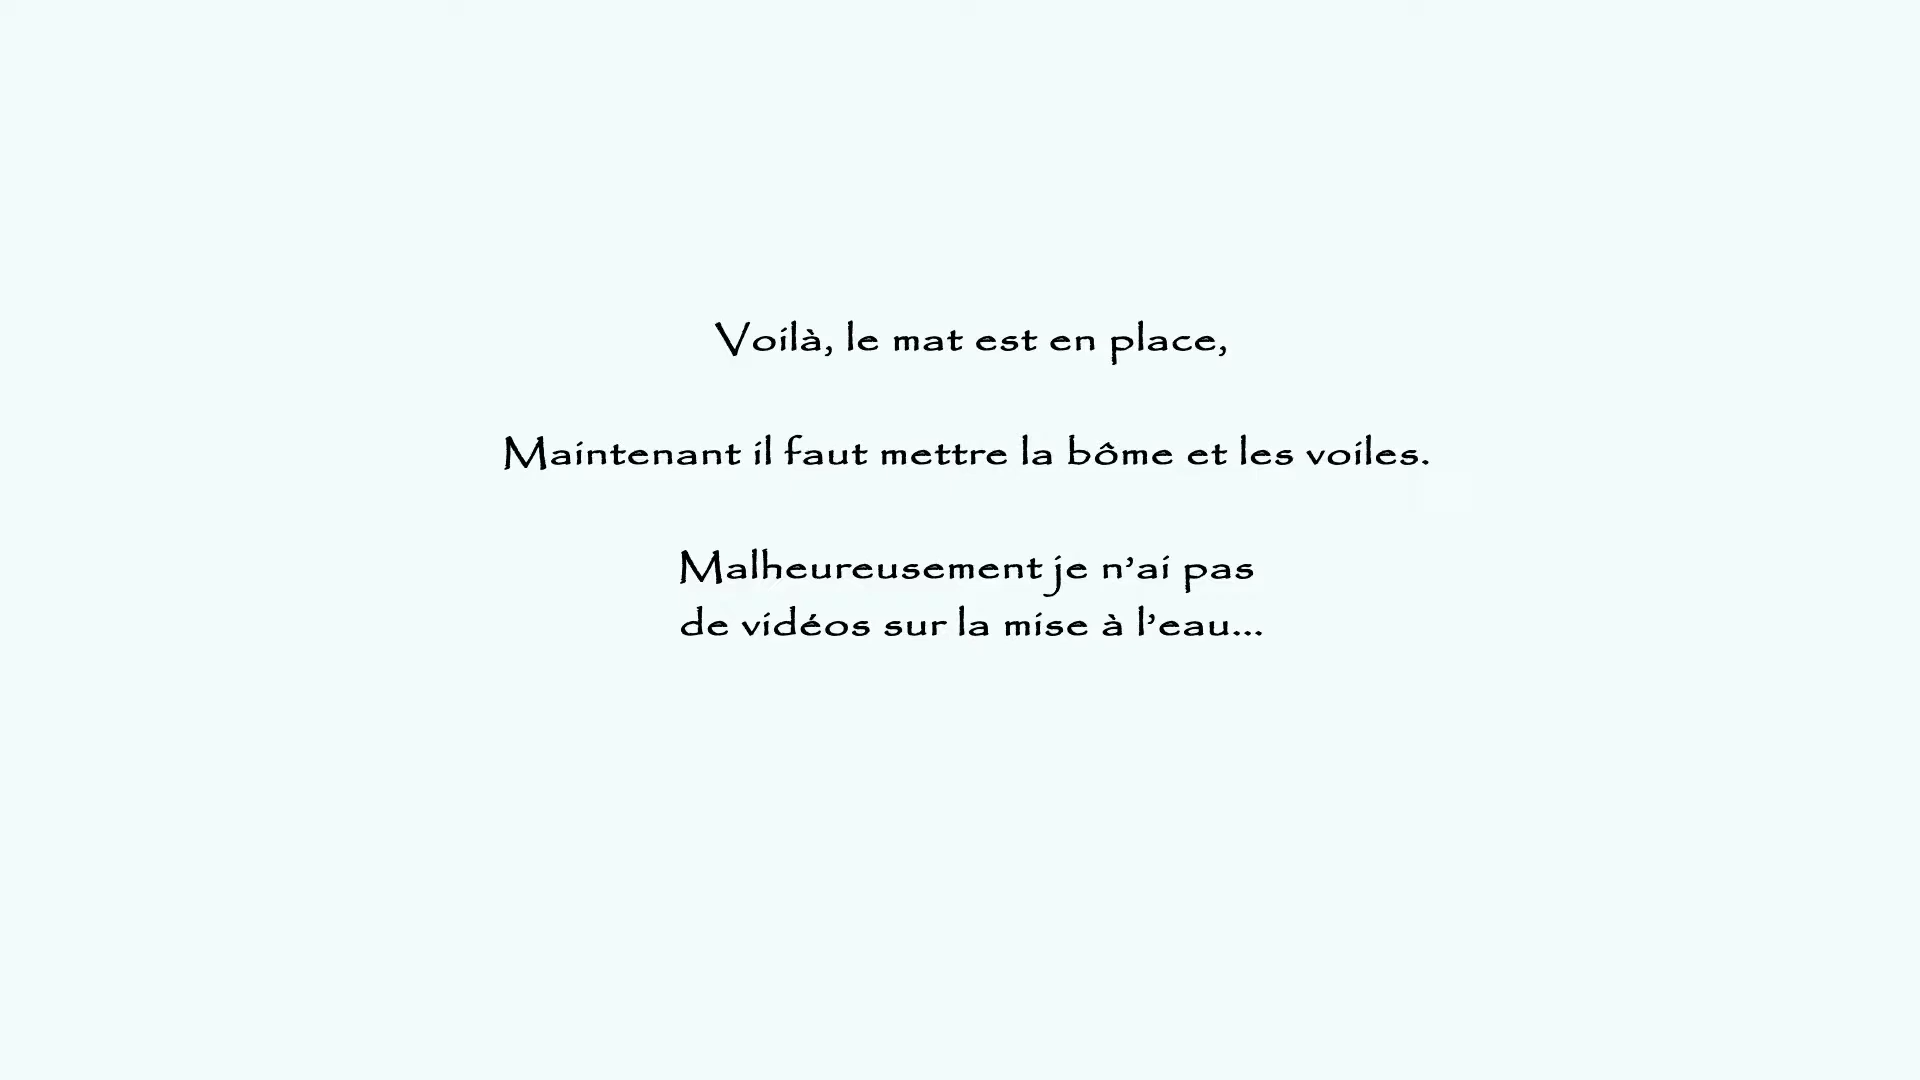 Voilà, le mat est en place,
Maintenant il faut mettre la bôme et les voiles.
Malheureusement je n’ai pas
de vidéos sur la mise à l’eau...